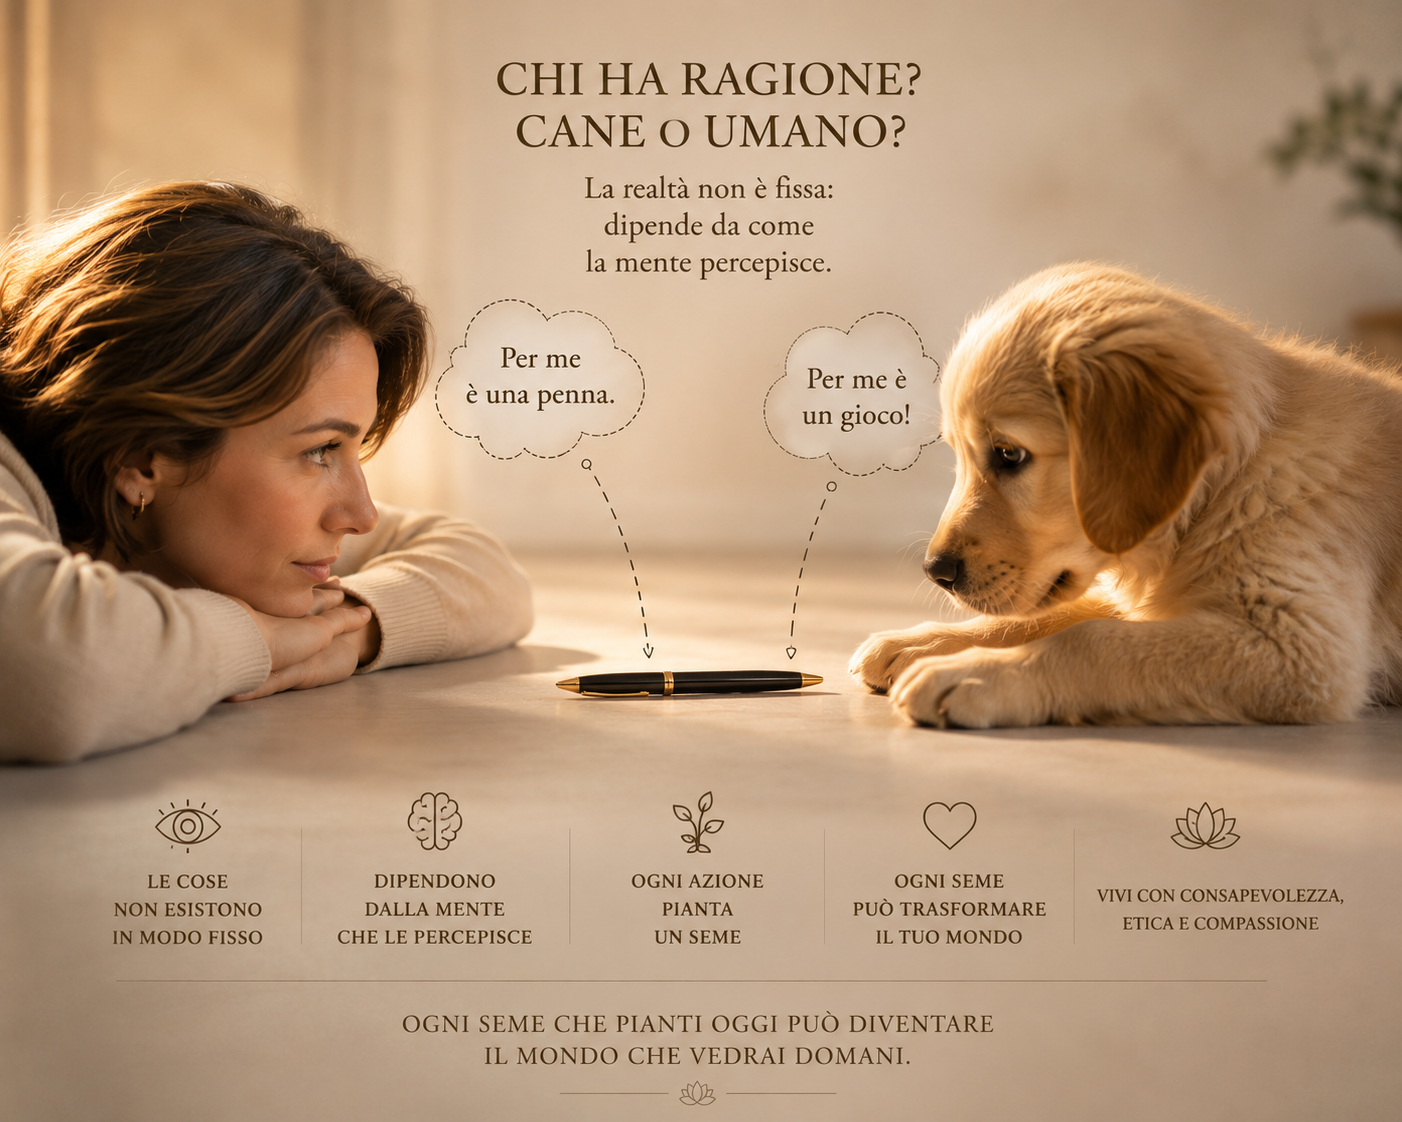 CHI HA RAGIONE?
CANE O UMANO?
La realtà non è fissa:
dipende da come
la mente percepisce.
Per me
è una penna.
Per me è
un gioco!
LE COSE
NON ESISTONO
IN MODO FISSO
DIPENDONO
DALLA MENTE
CHE LE PERCEPISCE
OGNI AZIONE
PIANTA
UN SEME
OGNI SEME
PUÒ TRASFORMARE
IL TUO MONDO
VIVI CON CONSAPEVOLEZZA,
ETICA E COMPASSIONE
OGNI SEME CHE PIANTI OGGI PUÒ DIVENTARE
IL MONDO CHE VEDRAI DOMANI.